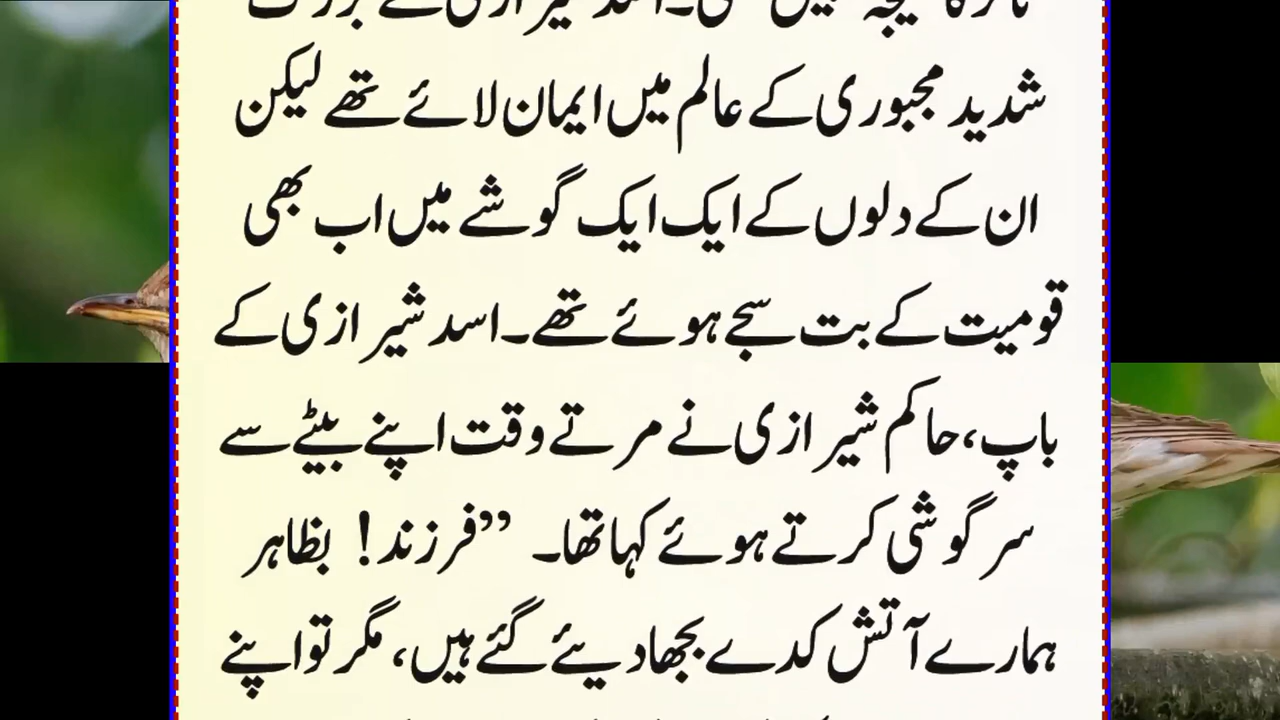 شدید مجبوری کے عالم میں ایمان لائے تھے لیکن
ان کے دلوں کے ایک ایک گوشے میں اب بھی
قومیت کے بت سجے ہوئے تھے۔ اسد شیرازی کے
باپ، حاکم شیرازی نے مرتے وقت اپنے بیٹے سے
سرگوشی کرتے ہوئے کہا تھا۔ ”فرزند! بظاہر
ہمارے آتش کدے بجھا دیئے گئے ہیں، مگر تو اپنے